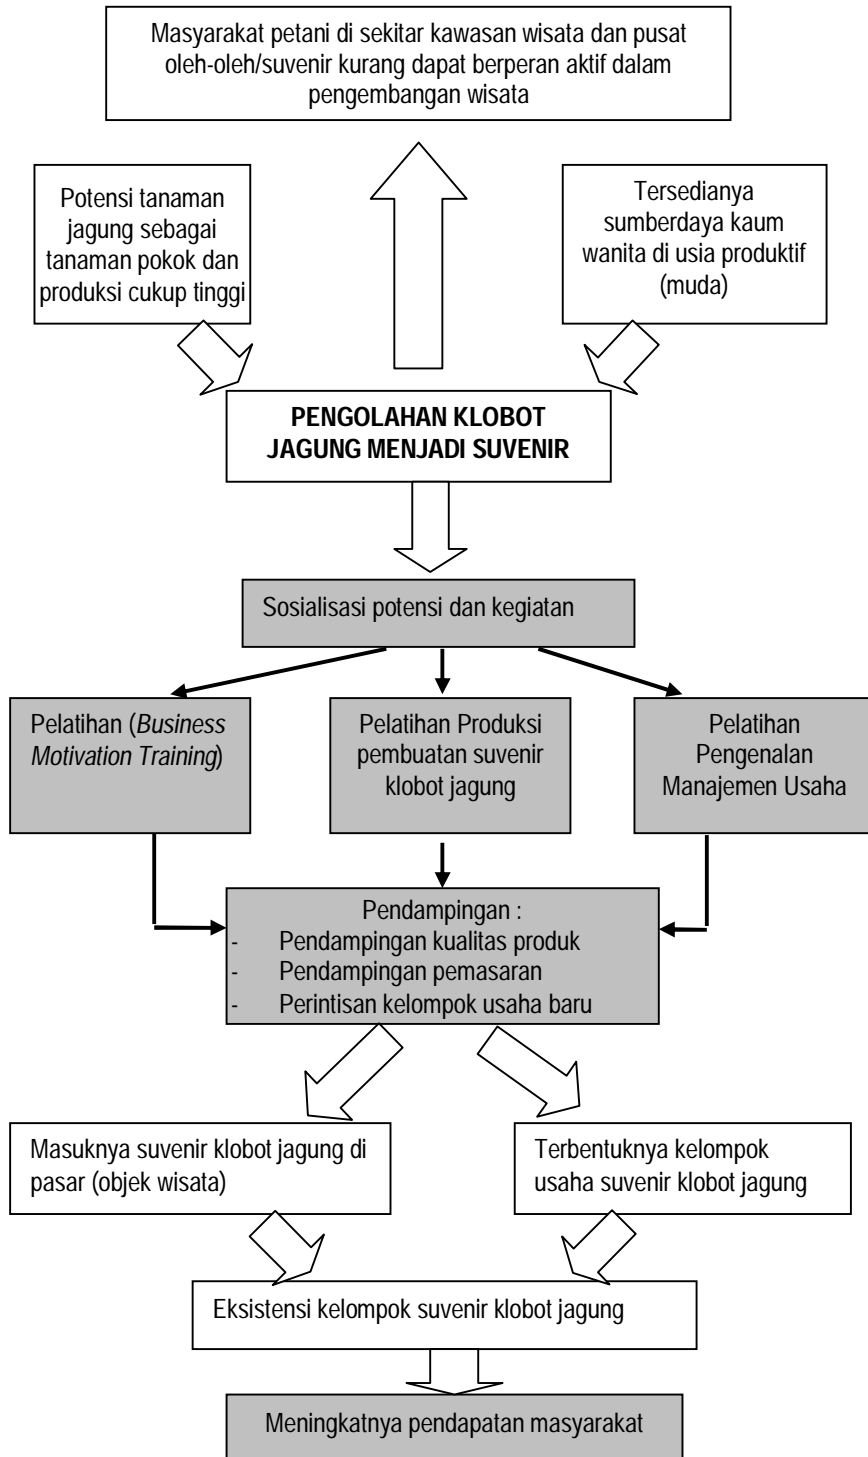 Masyarakat petani di sekitar kawasan wisata dan pusat
oleh-oleh/suvenir kurang dapat berperan aktif dalam
pengembangan wisata
Potensi tanaman
jagung sebagai
tanaman pokok dan
produksi cukup tinggi
Tersedianya
sumberdaya kaum
wanita di usia produktif
(muda)
PENGOLAHAN KLOBOT
JAGUNG MENJADI SUVENIR
Sosialisasi potensi dan kegiatan
Pelatihan (Business
Motivation Training)
Pelatihan Produksi
pembuatan suvenir
klobot jagung
Pelatihan
Pengenalan
Manajemen Usaha
Pendampingan :
- Pendampingan kualitas produk
- Pendampingan pemasaran
- Perintisan kelompok usaha baru
Masuknya suvenir klobot jagung di
pasar (objek wisata)
Terbentuknya kelompok
usaha suvenir klobot jagung
Eksistensi kelompok suvenir klobot jagung
Meningkatnya pendapatan masyarakat